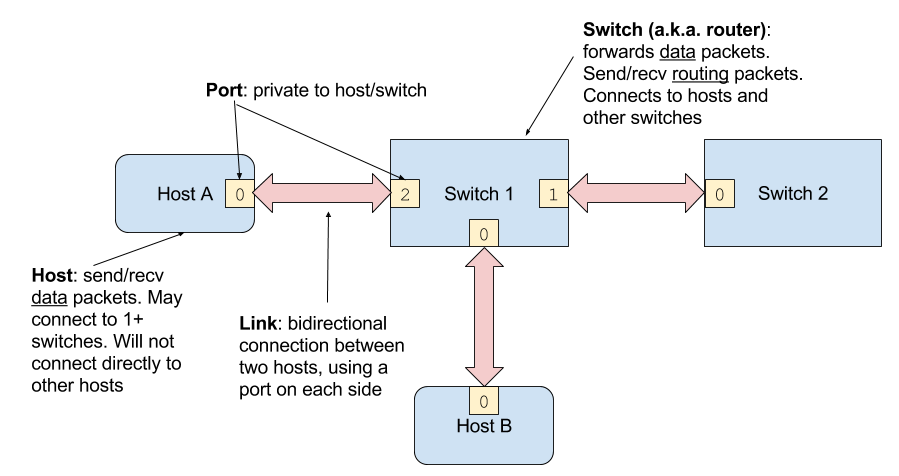 Switch (a.k.a. router):
forwards data packets.
Send/recv routing packets.
Connects to hosts and
other switches
Port: private to host/switch
Host A
0
2
Switch 1
1
0
Switch 2
0
Host: send/recv
data packets. May
connect to 1+
switches. Will not
connect directly to
other hosts
Link: bidirectional
connection between
two hosts, using a
port on each side
0
Host B